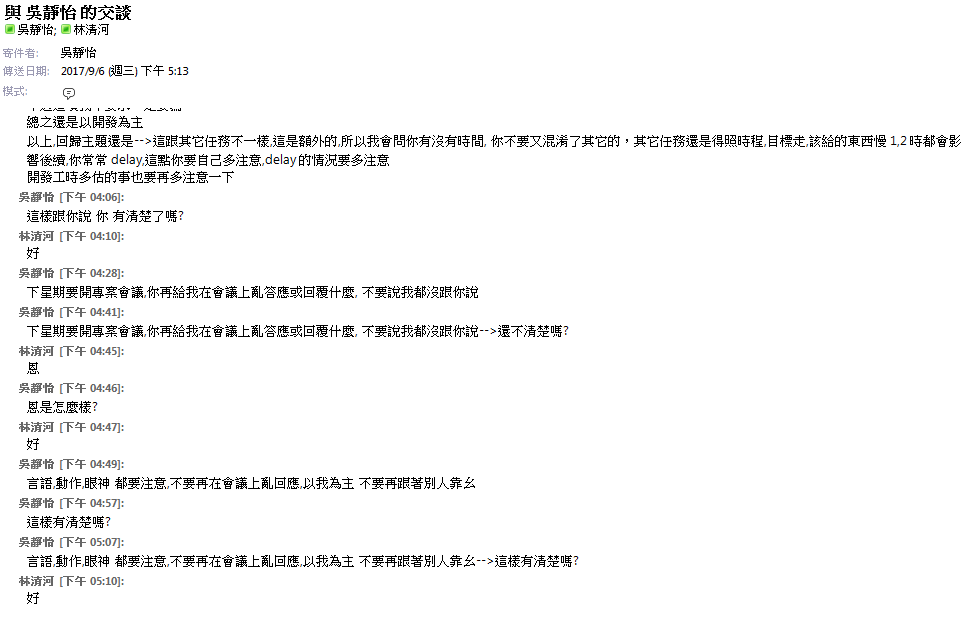 與 吳靜怡 的交談
吳靜怡; 林清河
寄件者: 吳靜怡
傳送日期: 2017/9/6 (週三) 下午 5:13
模式:
總之還是以開發為主
以上,回歸主題還是-->這跟其它任務不一樣,這是額外的,所以我會問你有沒有時間, 你不要又混淆了其它的，其它任務還是得照時程,目標走,該給的東西慢 1,2 時都會影
響後續,你常常 delay,這點你要自己多注意,delay 的情況要多注意
開發工時多估的事也要再多注意一下
吳靜怡 [下午 04:06]:
這樣跟你說 你 有清楚了嗎?
林清河 [下午 04:10]:
好
吳靜怡 [下午 04:28]:
下星期要開專案會議,你再給我在會議上亂答應或回覆什麼, 不要說我都沒跟你說
吳靜怡 [下午 04:41]:
下星期要開專案會議,你再給我在會議上亂答應或回覆什麼, 不要說我都沒跟你說-->還不清楚嗎?
林清河 [下午 04:45]:
恩
吳靜怡 [下午 04:46]:
恩是怎麼樣?
林清河 [下午 04:47]:
好
吳靜怡 [下午 04:49]:
言語,動作,眼神 都要注意,不要再在會議上亂回應,以我為主 不要再跟著別人靠ㄠ
吳靜怡 [下午 04:57]:
這樣有清楚嗎?
吳靜怡 [下午 05:07]:
言語,動作,眼神 都要注意,不要再在會議上亂回應,以我為主 不要再跟著別人靠ㄠ-->這樣有清楚嗎?
林清河 [下午 05:10]:
好